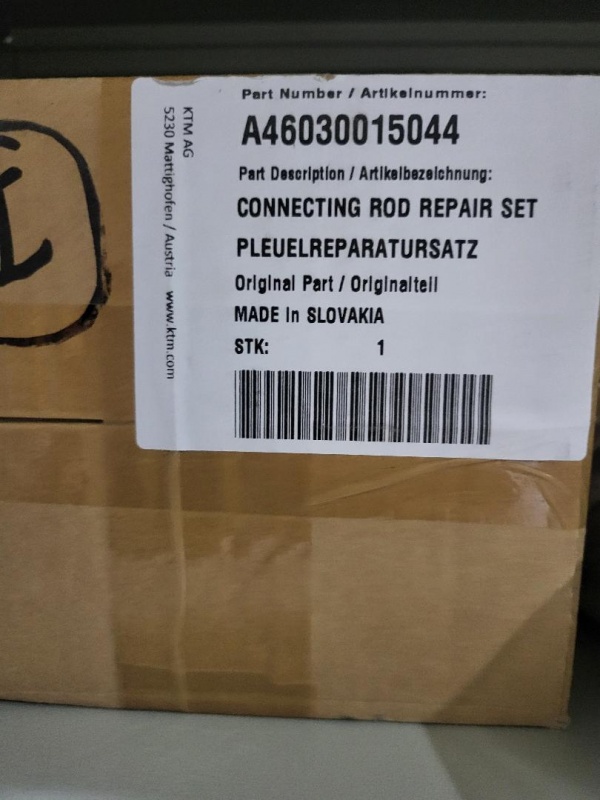 Part Number / Artikelnummer:
A46030015044
Part Description / Artikelbezeichnung:
CONNECTING ROD REPAIR SET
PLEUELREPARATURSATZ
Original Part / Originalteil
MADE in SLOVAKIA
STK: 1
KTM AG
5230 Mattighofen / Austria www.ktm.com